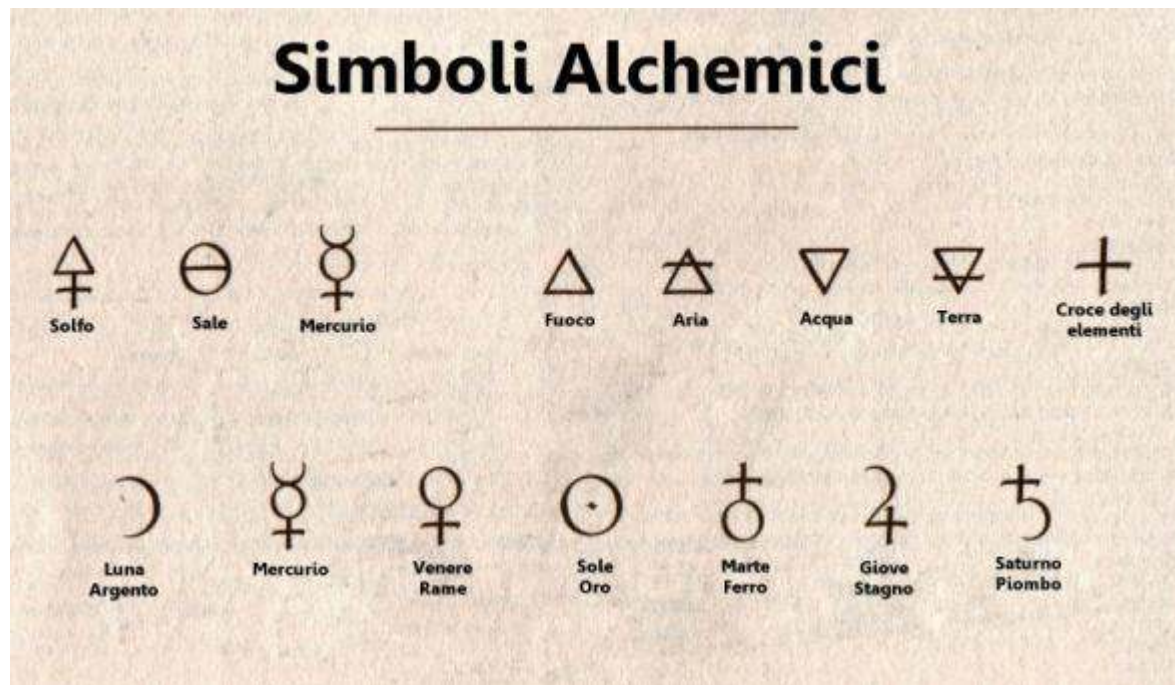 Simboli Alchemici
Solfo
Sale
Mercurio
Fuoco
Aria
Acqua
Terra
Croce degli
elementi
Luna
Argento
Mercurio
Venere
Rame
Sole
Oro
Marte
Ferro
Giove
Stagno
Saturno
Piombo